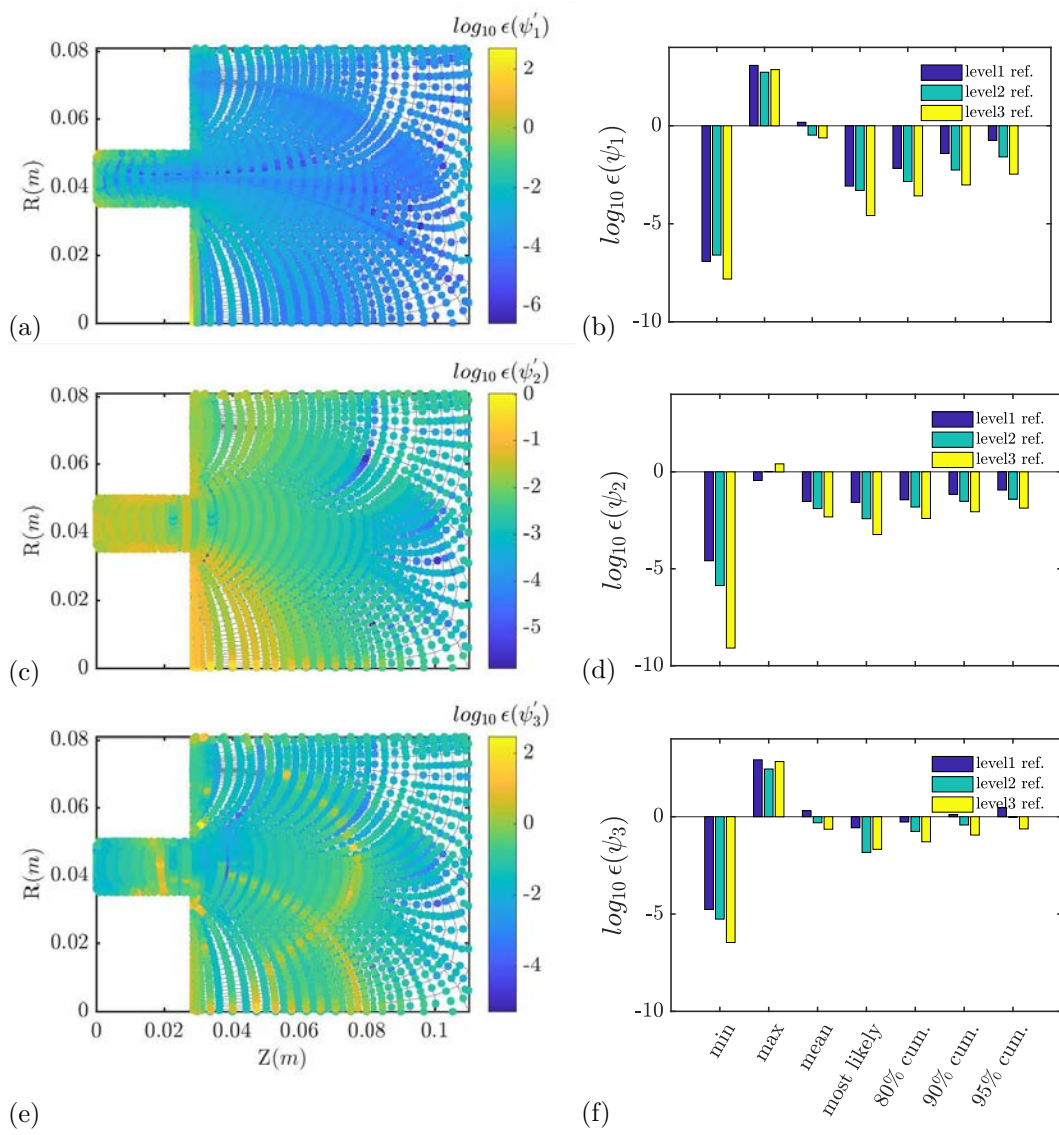 log₁₀ ϵ(ψ′₁)
0.08
0.06
0.04
0.02
0
R(m)
2
0
-2
-4
-6
(a)
level1 ref.
level2 ref.
level3 ref.
0
-5
-10
log₁₀ ϵ(ψ₁)
(b)
log₁₀ ϵ(ψ′₂)
0.08
0.06
0.04
0.02
0
R(m)
0
-1
-2
-3
-4
-5
(c)
level1 ref.
level2 ref.
level3 ref.
0
-5
-10
log₁₀ ϵ(ψ₂)
(d)
log₁₀ ϵ(ψ′₃)
0.08
0.06
0.04
0.02
0
R(m)
2
0
-2
-4
0 0.02 0.04 0.06 0.08 0.1
Z(m)
(e)
level1 ref.
level2 ref.
level3 ref.
0
-5
-10
log₁₀ ϵ(ψ₃)
min
max
mean
most likely
80% cum.
90% cum.
95% cum.
(f)